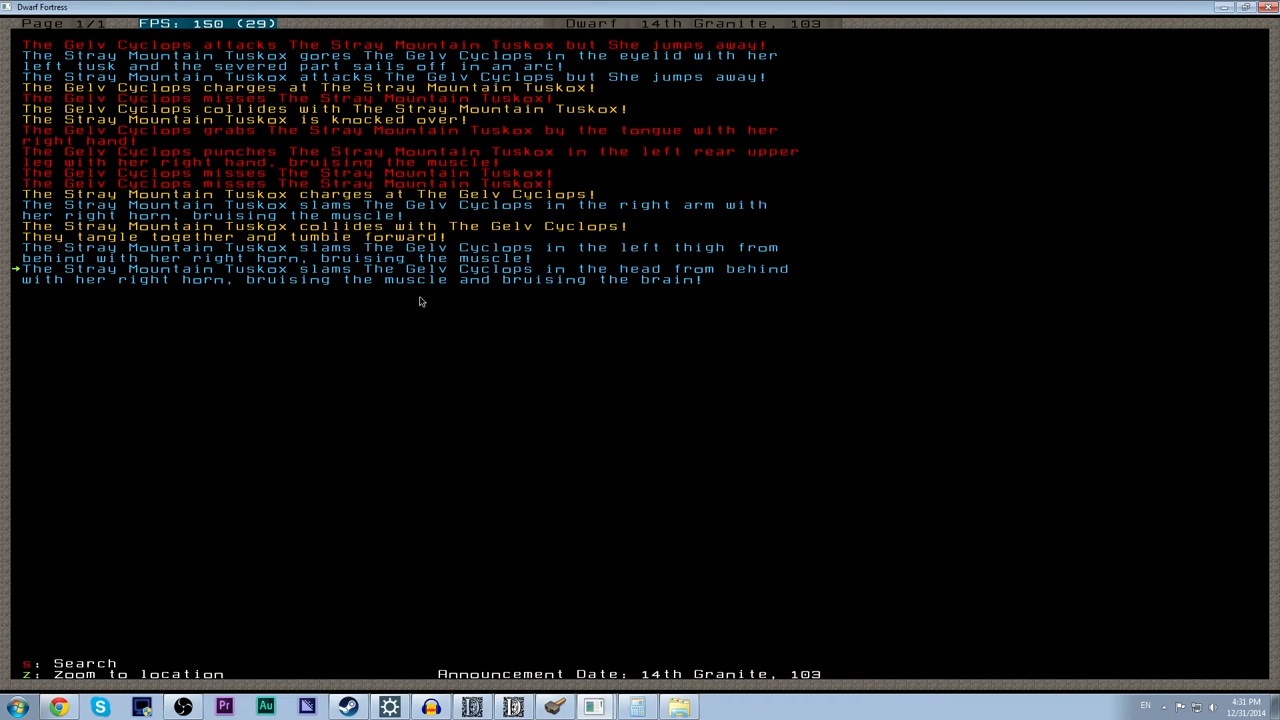 Dwarf Fortress
Page 1/1 FPS: 150 (29) Dwarf 14th Granite, 103
The Gelv Cyclops attacks The Stray Mountain Tuskox but She jumps away!
The Stray Mountain Tuskox gores The Gelv Cyclops in the eyelid with her
left tusk and the severed part sails off in an arc!
The Stray Mountain Tuskox attacks The Gelv Cyclops but She jumps away!
The Gelv Cyclops charges at The Stray Mountain Tuskox!
The Gelv Cyclops misses The Stray Mountain Tuskox!
The Gelv Cyclops collides with The Stray Mountain Tuskox!
The Stray Mountain Tuskox is knocked over!
The Gelv Cyclops grabs The Stray Mountain Tuskox by the tongue with her
right hand!
The Gelv Cyclops punches The Stray Mountain Tuskox in the left rear upper
leg with her right hand, bruising the muscle!
The Gelv Cyclops misses The Stray Mountain Tuskox!
The Gelv Cyclops misses The Stray Mountain Tuskox!
The Stray Mountain Tuskox charges at The Gelv Cyclops!
The Stray Mountain Tuskox slams The Gelv Cyclops in the right arm with
her right horn, bruising the muscle!
The Stray Mountain Tuskox collides with The Gelv Cyclops!
They tangle together and tumble forward!
The Stray Mountain Tuskox slams The Gelv Cyclops in the left thigh from
behind with her right horn, bruising the muscle!
The Stray Mountain Tuskox slams The Gelv Cyclops in the head from behind
with her right horn, bruising the muscle and bruising the brain!
s: Search
z: Zoom to location Announcement Date: 14th Granite, 103
Pr Au EN 4:31 PM
12/31/2014